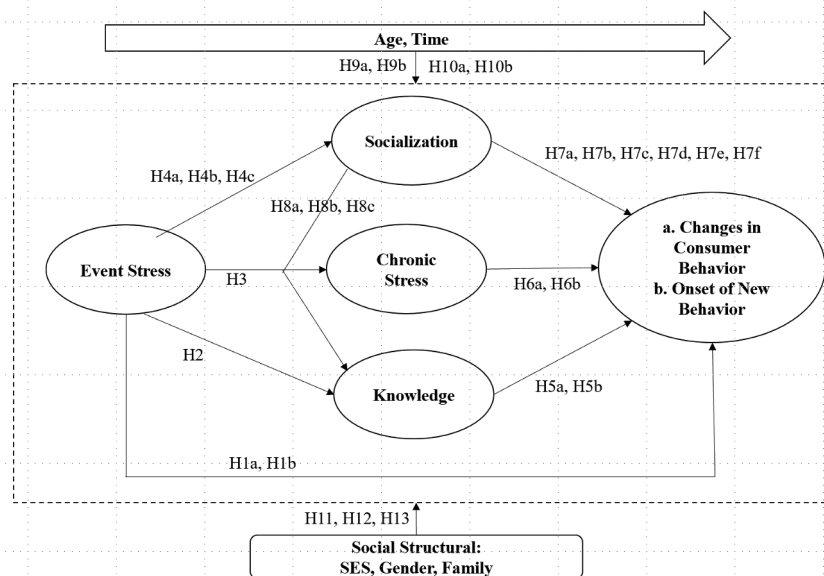 Age, Time
H9a, H9b
H10a, H10b
Socialization
H7a, H7b, H7c, H7d, H7e, H7f
H4a, H4b, H4c
H8a, H8b, H8c
a. Changes in
Consumer
Behavior
b. Onset of New
Behavior
Event Stress
H3
Chronic
Stress
H6a, H6b
H2
Knowledge
H5a, H5b
H1a, H1b
H11, H12, H13
Social Structural:
SES, Gender, Family